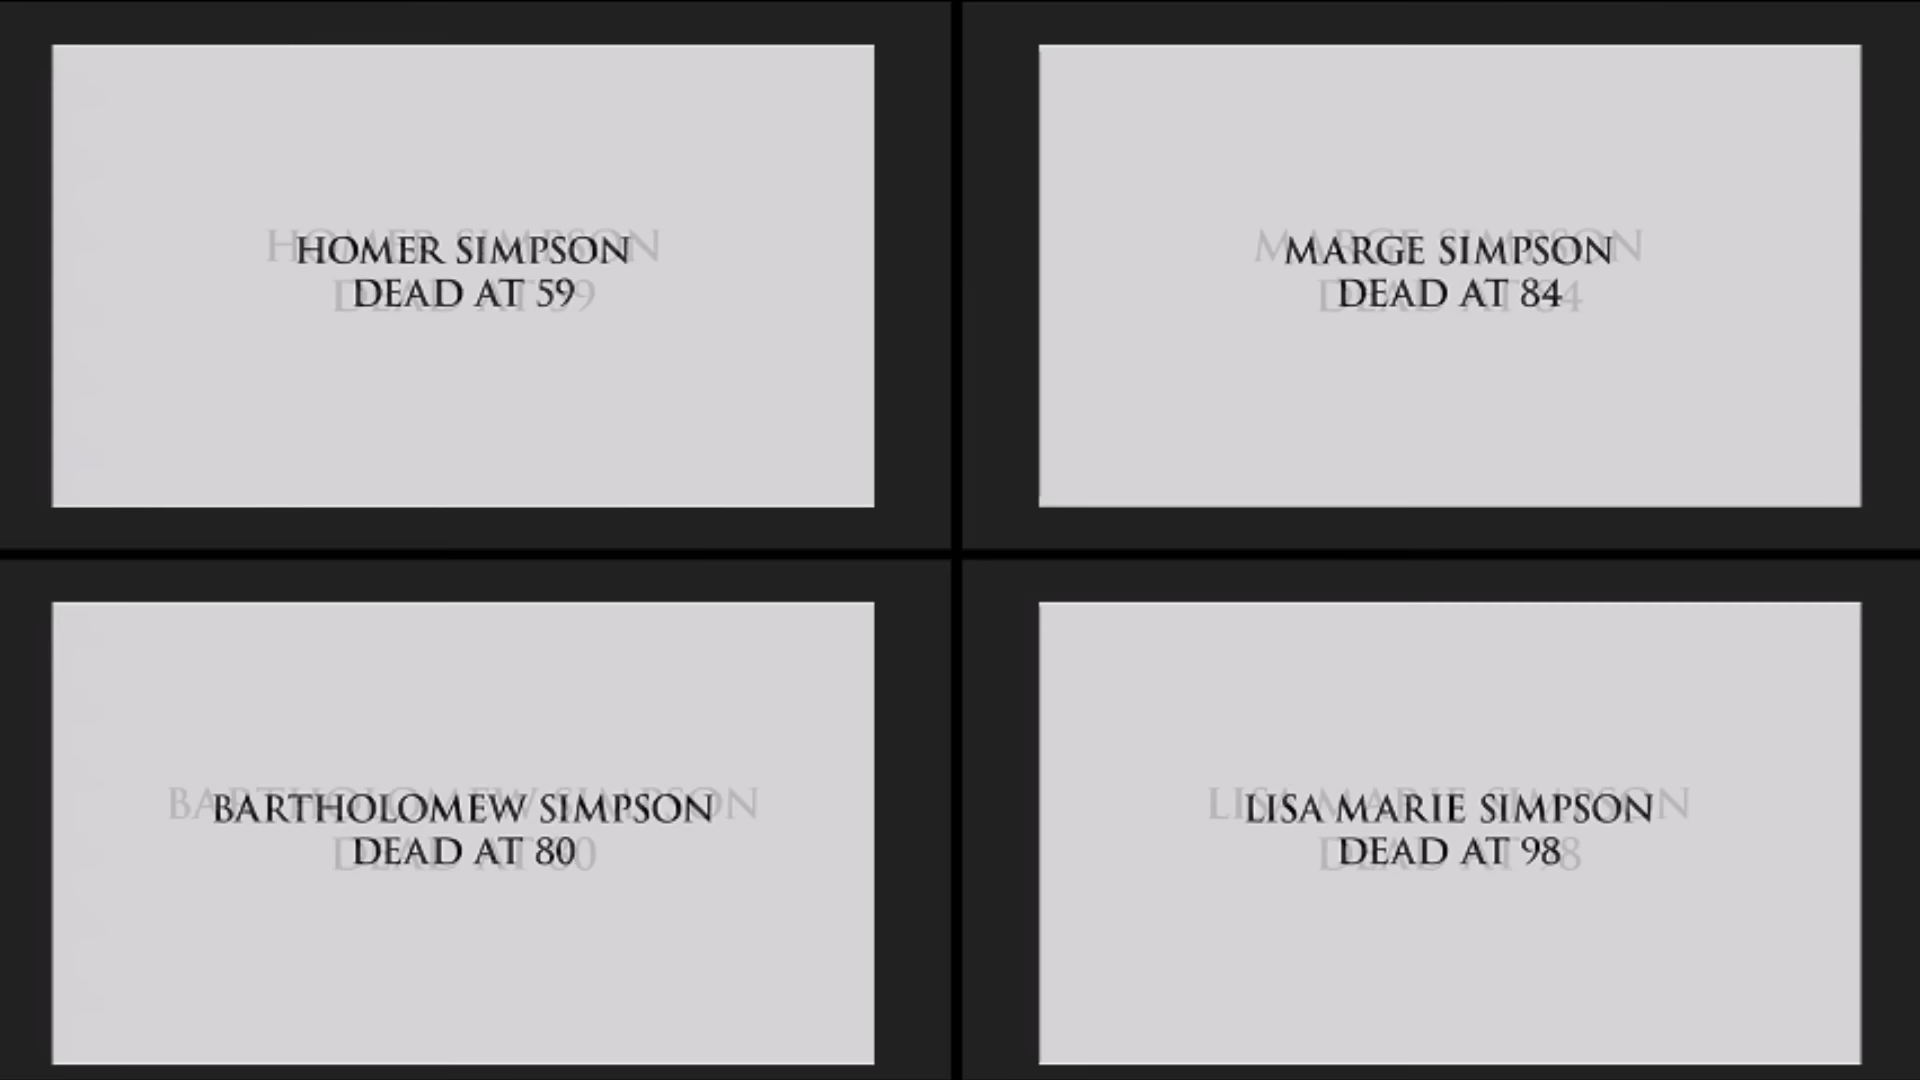 HOMER SIMPSON
DEAD AT 59
MARGE SIMPSON
DEAD AT 84
BARTHOLOMEW SIMPSON
DEAD AT 80
LISA MARIE SIMPSON
DEAD AT 98